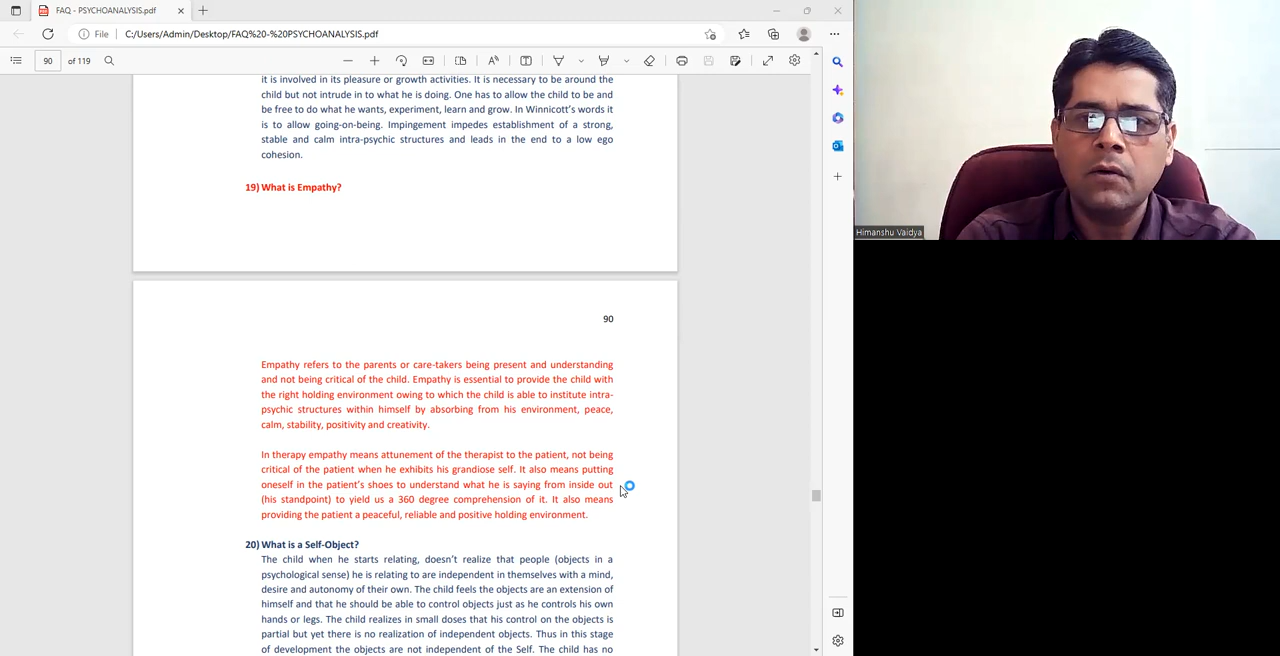 FAQ - PSYCHOANALYSIS.pdf
File
C:/Users/Admin/Desktop/FAQ%20-%20PSYCHOANALYSIS.pdf
90 of 119
it is involved in its pleasure or growth activities. It is necessary to be around the
child but not intrude in to what he is doing. One has to allow the child to be and
be free to do what he wants, experiment, learn and grow. In Winnicott's words it
is to allow going-on-being. Impingement impedes establishment of a strong,
stable and calm intra-psychic structures and leads in the end to a low ego
cohesion.
19) What is Empathy?
90
Empathy refers to the parents or care-takers being present and understanding
and not being critical of the child. Empathy is essential to provide the child with
the right holding environment owing to which the child is able to institute intra-
psychic structures within himself by absorbing from his environment, peace,
calm, stability, positivity and creativity.
In therapy empathy means attunement of the therapist to the patient, not being
critical of the patient when he exhibits his grandiose self. It also means putting
oneself in the patient's shoes to understand what he is saying from inside out
(his standpoint) to yield us a 360 degree comprehension of it. It also means
providing the patient a peaceful, reliable and positive holding environment.
20) What is a Self-Object?
The child when he starts relating, doesn't realize that people (objects in a
psychological sense) he is relating to are independent in themselves with a mind,
desire and autonomy of their own. The child feels the objects are an extension of
himself and that he should be able to control objects just as he controls his own
hands or legs. The child realizes in small doses that his control on the objects is
partial but yet there is no realization of independent objects. Thus in this stage
of development the objects are not independent of the Self. The child has no
Himanshu Vaidya